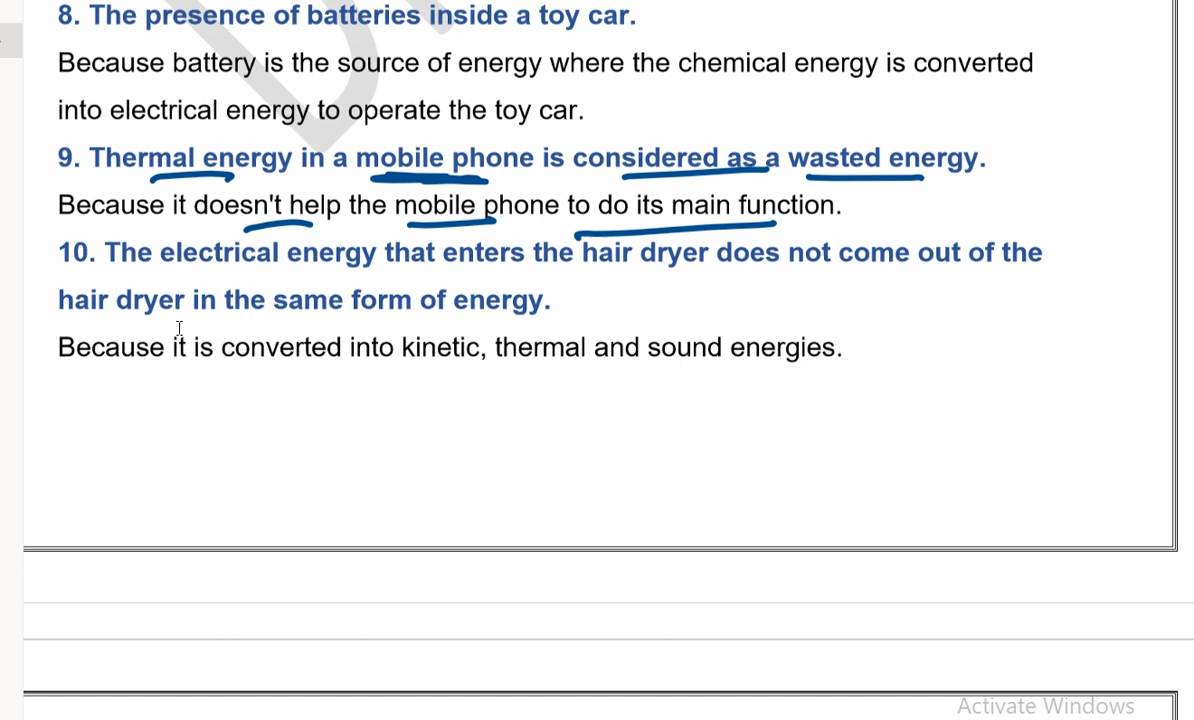 8. The presence of batteries inside a toy car.
Because battery is the source of energy where the chemical energy is converted
into electrical energy to operate the toy car.
9. Thermal energy in a mobile phone is considered as a wasted energy.
Because it doesn't help the mobile phone to do its main function.
10. The electrical energy that enters the hair dryer does not come out of the
hair dryer in the same form of energy.
Because it is converted into kinetic, thermal and sound energies.
Activate Windows